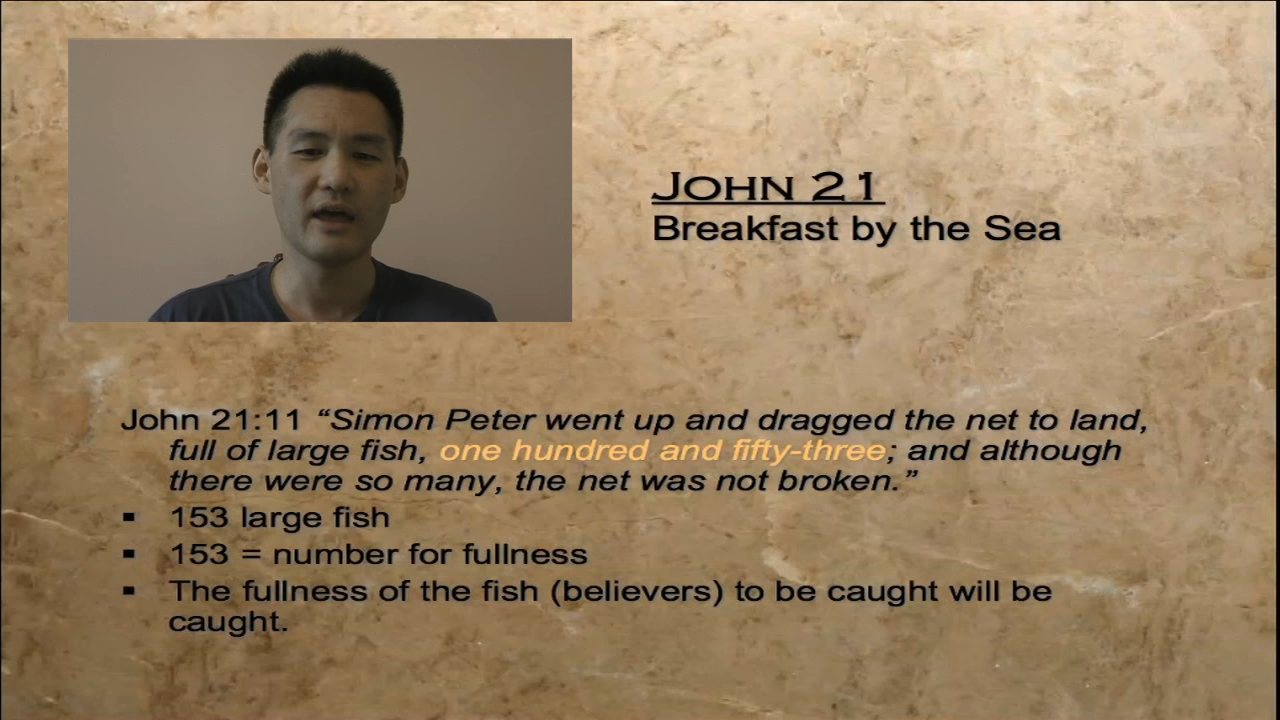 JOHN 21
Breakfast by the Sea
John 21:11 “Simon Peter went up and dragged the net to land,
full of large fish, one hundred and fifty-three; and although
there were so many, the net was not broken.”
▪ 153 large fish
▪ 153 = number for fullness
▪ The fullness of the fish (believers) to be caught will be
caught.